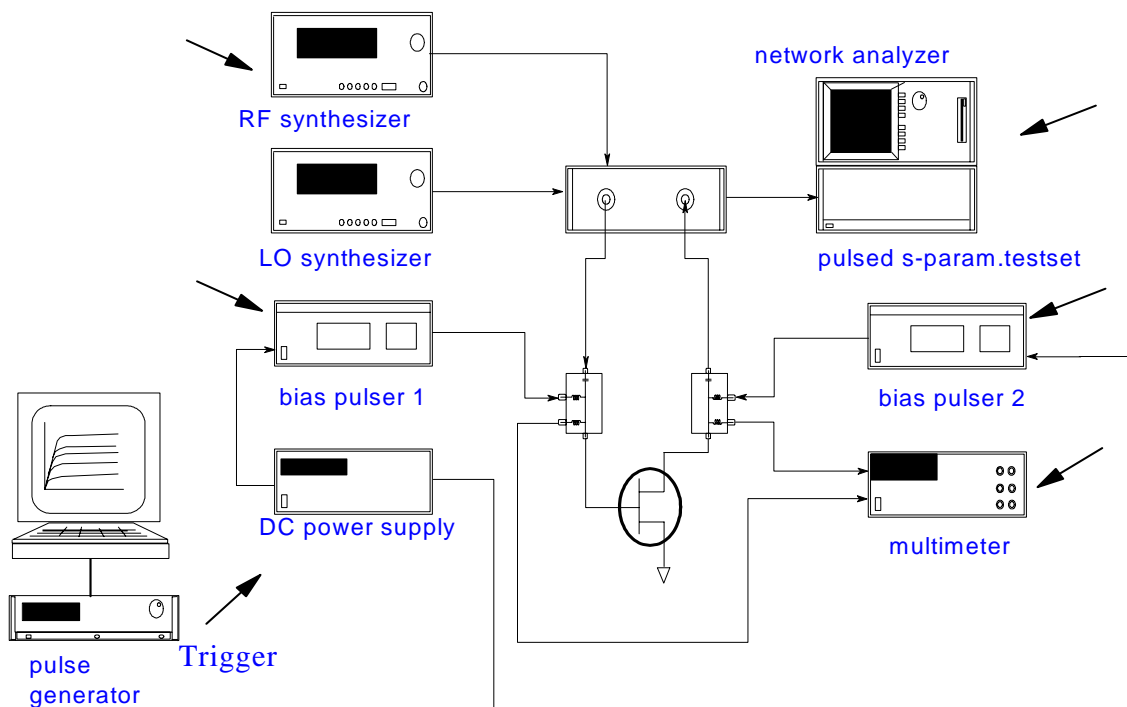 network analyzer
RF synthesizer
LO synthesizer
pulsed s-param.testset
bias pulser 1
bias pulser 2
DC power supply
multimeter
Trigger
pulse
generator